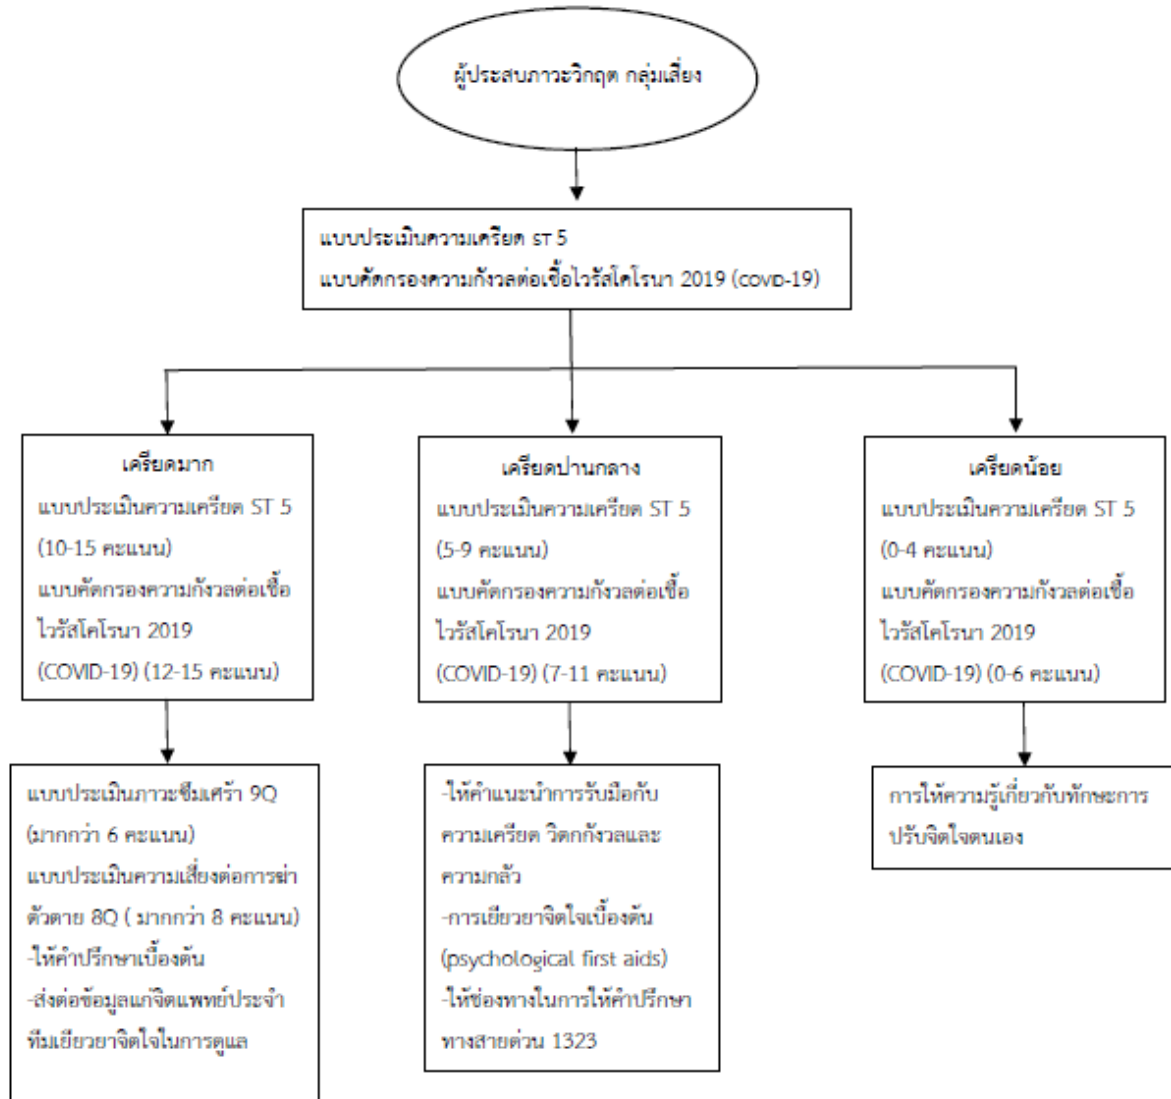 ผู้ประสบภาวะวิกฤต กลุ่มเสี่ยง
แบบประเมินความเครียด ST 5
แบบคัดกรองความกังวลต่อเชื้อไวรัสโคโรนา 2019 (COVID-19)
เครียดมาก
แบบประเมินความเครียด ST 5
(10-15 คะแนน)
แบบคัดกรองความกังวลต่อเชื้อ
ไวรัสโคโรนา 2019
(COVID-19) (12-15 คะแนน)
เครียดปานกลาง
แบบประเมินความเครียด ST 5
(5-9 คะแนน)
แบบคัดกรองความกังวลต่อเชื้อ
ไวรัสโคโรนา 2019
(COVID-19) (7-11 คะแนน)
เครียดน้อย
แบบประเมินความเครียด ST 5
(0-4 คะแนน)
แบบคัดกรองความกังวลต่อเชื้อ
ไวรัสโคโรนา 2019
(COVID-19) (0-6 คะแนน)
แบบประเมินภาวะซึมเศร้า 9Q
(มากกว่า 6 คะแนน)
แบบประเมินความเสี่ยงต่อการฆ่า
ตัวตาย 8Q ( มากกว่า 8 คะแนน)
-ให้คำปรึกษาเบื้องต้น
-ส่งต่อข้อมูลแก่จิตแพทย์ประจำ
ทีมเยียวยาจิตใจในการดูแล
-ให้คำแนะนำการรับมือกับ
ความเครียด วิตกกังวลและ
ความกลัว
-การเยียวยาจิตใจเบื้องต้น
(psychological first aids)
-ให้ช่องทางในการให้คำปรึกษา
ทางสายด่วน 1323
การให้ความรู้เกี่ยวกับทักษะการ
ปรับจิตใจตนเอง